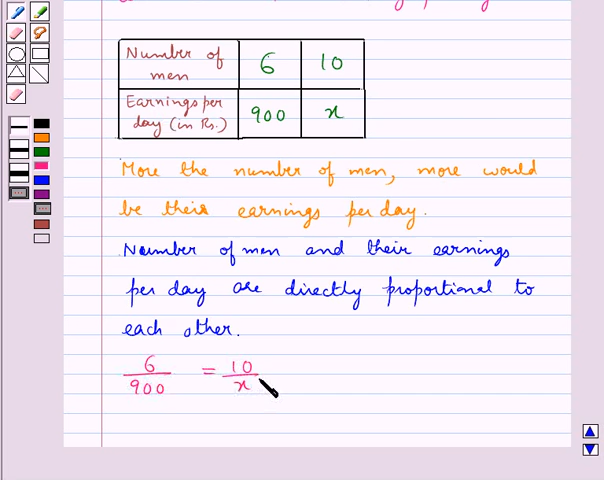 Number of men 6 10
Earnings per day (in Rs.) 900 x
More the number of men, more would
be their earnings per day.
Number of men and their earnings
per day are directly proportional to
each other.
6/900 = 10/x